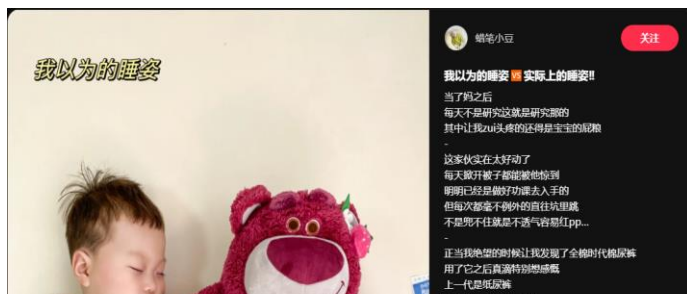 我以为的睡姿
蜡笔小豆
关注
我以为的睡姿🆚实际上的睡姿‼
当了妈之后
每天不是研究这就是研究那的
其中让我zui头疼的还得是宝宝的屁粮
-
这家伙实在太好动了
每天掀开被子都能被他惊到
明明已经是做好功课去入手的
但每次都毫不例外的直往坑里跳
不是兜不住就是不透气容易红pp...
-
正当我绝望的时候让我发现了全棉时代棉尿裤
用了它之后真滴特别想感慨
上一代是纸尿裤